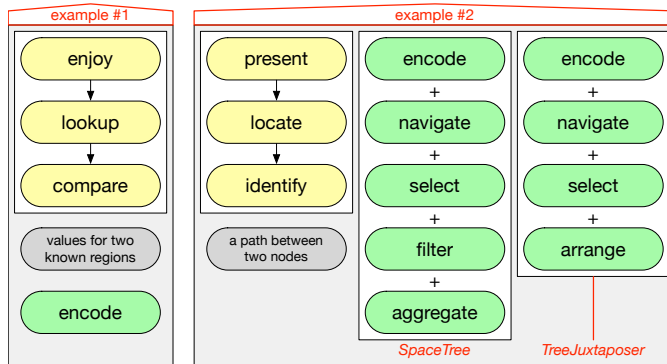 example #1
enjoy
lookup
compare
values for two
known regions
encode
example #2
present
locate
identify
a path between
two nodes
encode
+
navigate
+
select
+
filter
+
aggregate
SpaceTree
encode
+
navigate
+
select
+
arrange
TreeJuxtaposer